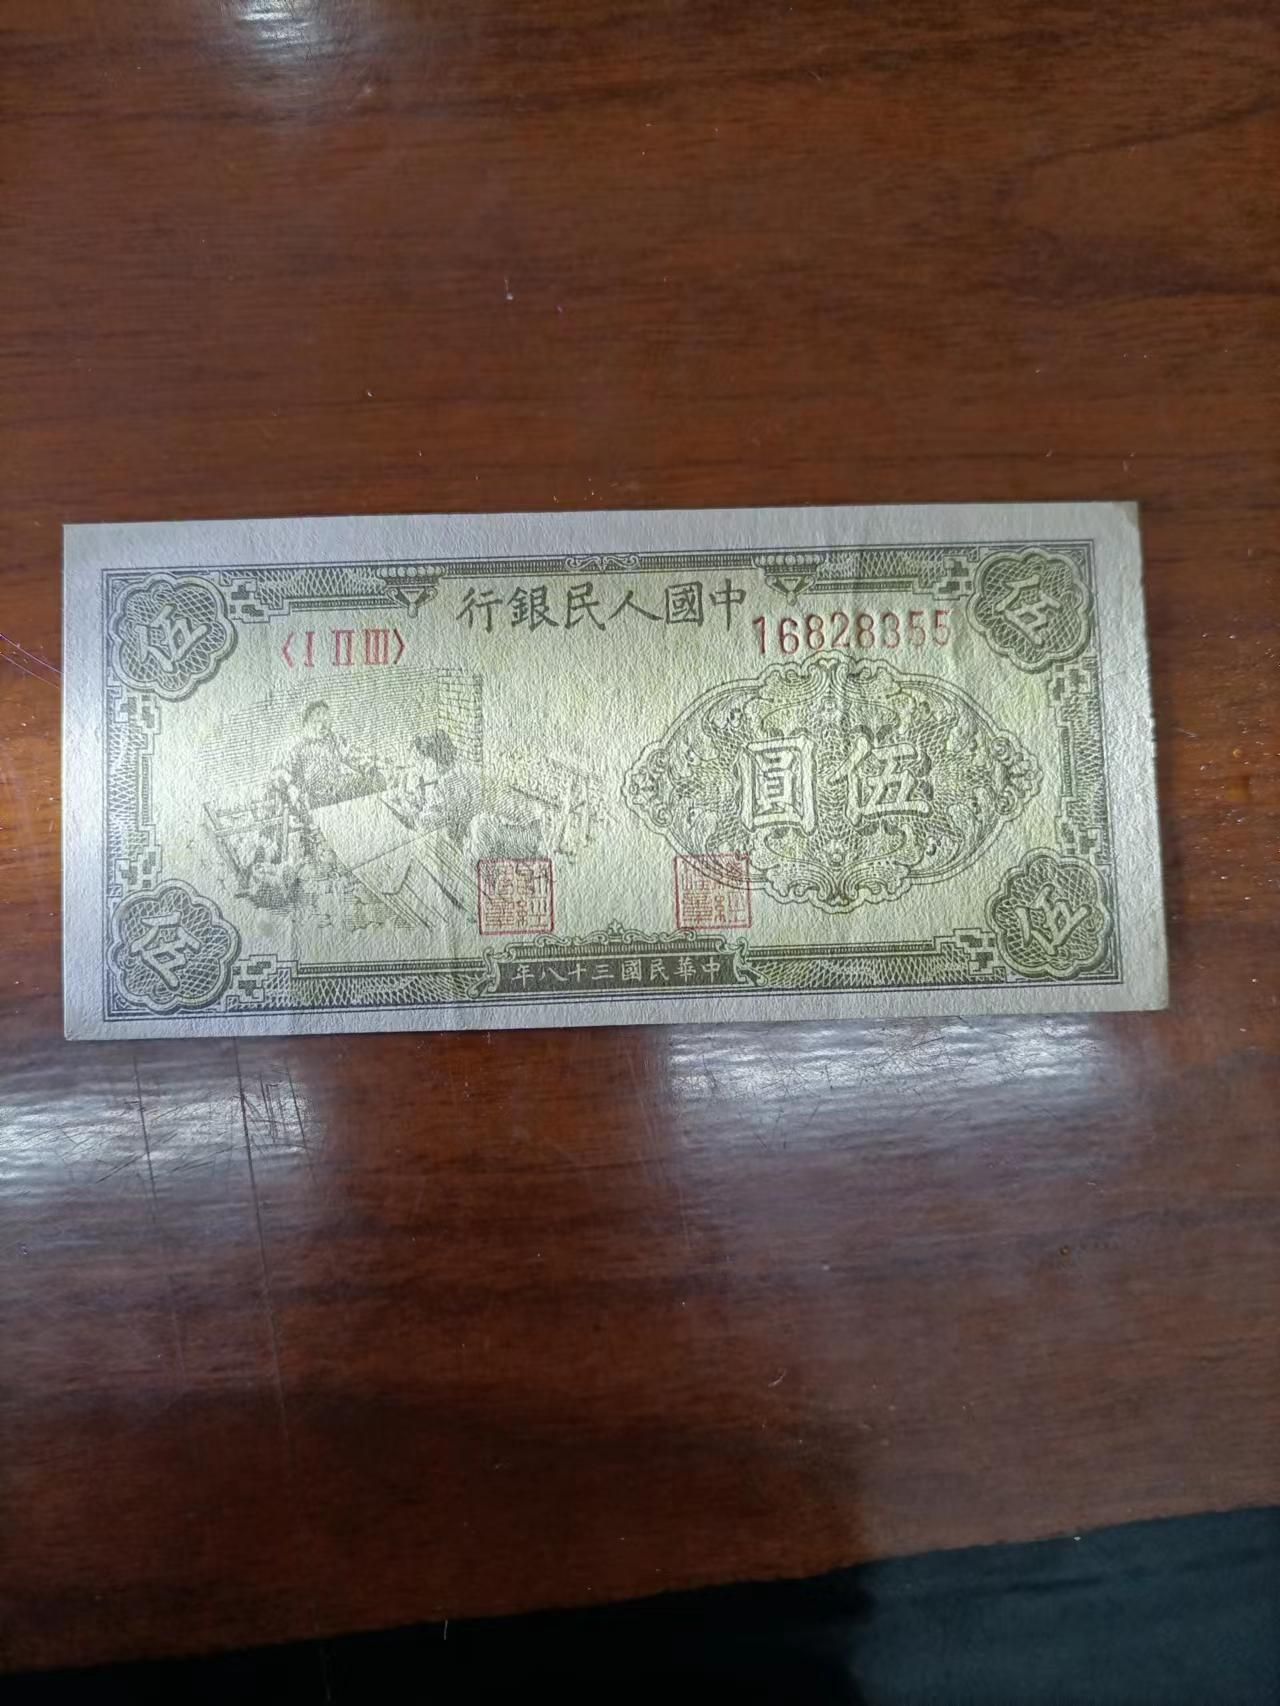 中國人民銀行
<I II III>
16828355
伍
伍
伍圓
伍
伍
中華民國三十八年